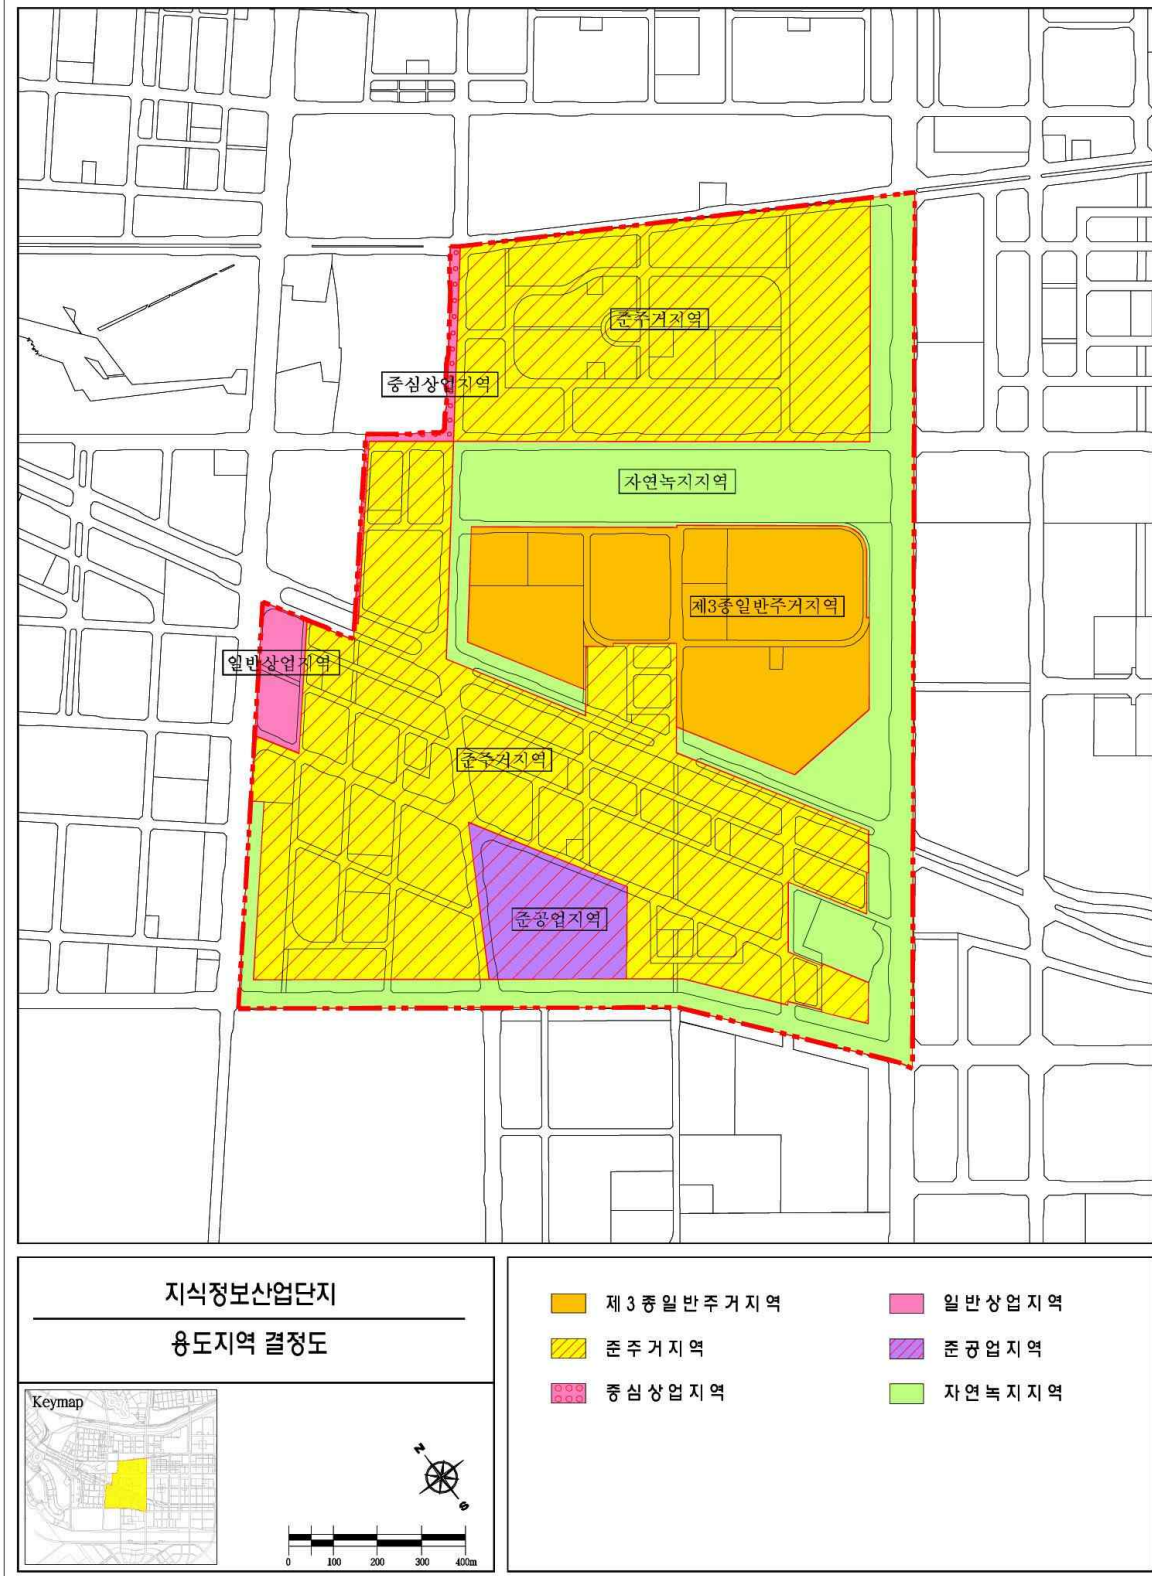 준주거지역
중심상업지역
자연녹지지역
제3종일반주거지역
일반상업지역
준주거지역
준공업지역
지식정보산업단지
용도지역 결정도
Keymap
N
S
0 100 200 300 400m
제3종일반주거지역
일반상업지역
준주거지역
준공업지역
중심상업지역
자연녹지지역